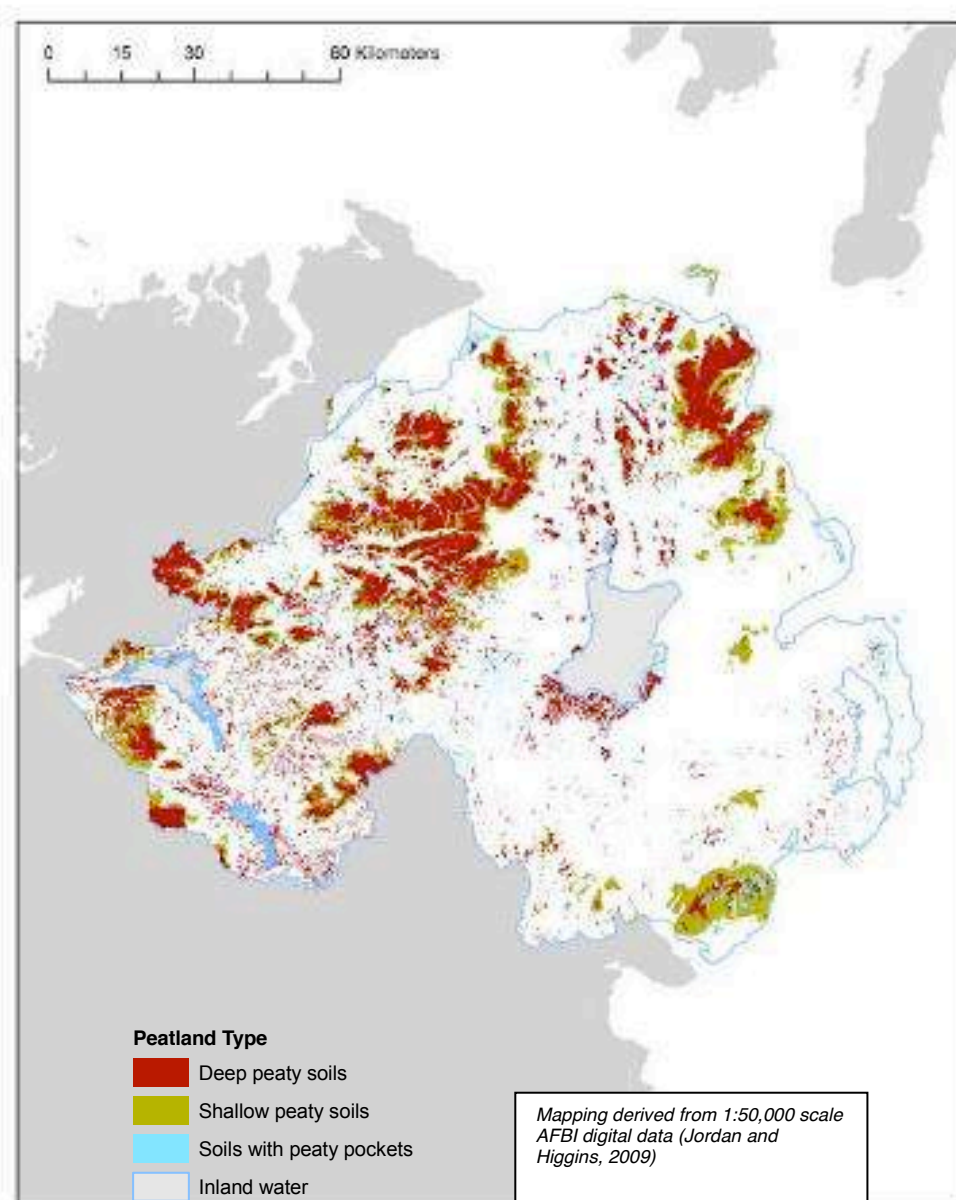 0 15 30 60 Kilometers
Peatland Type
Deep peaty soils
Shallow peaty soils
Soils with peaty pockets
Inland water
Mapping derived from 1:50,000 scale
AFBI digital data (Jordan and
Higgins, 2009)